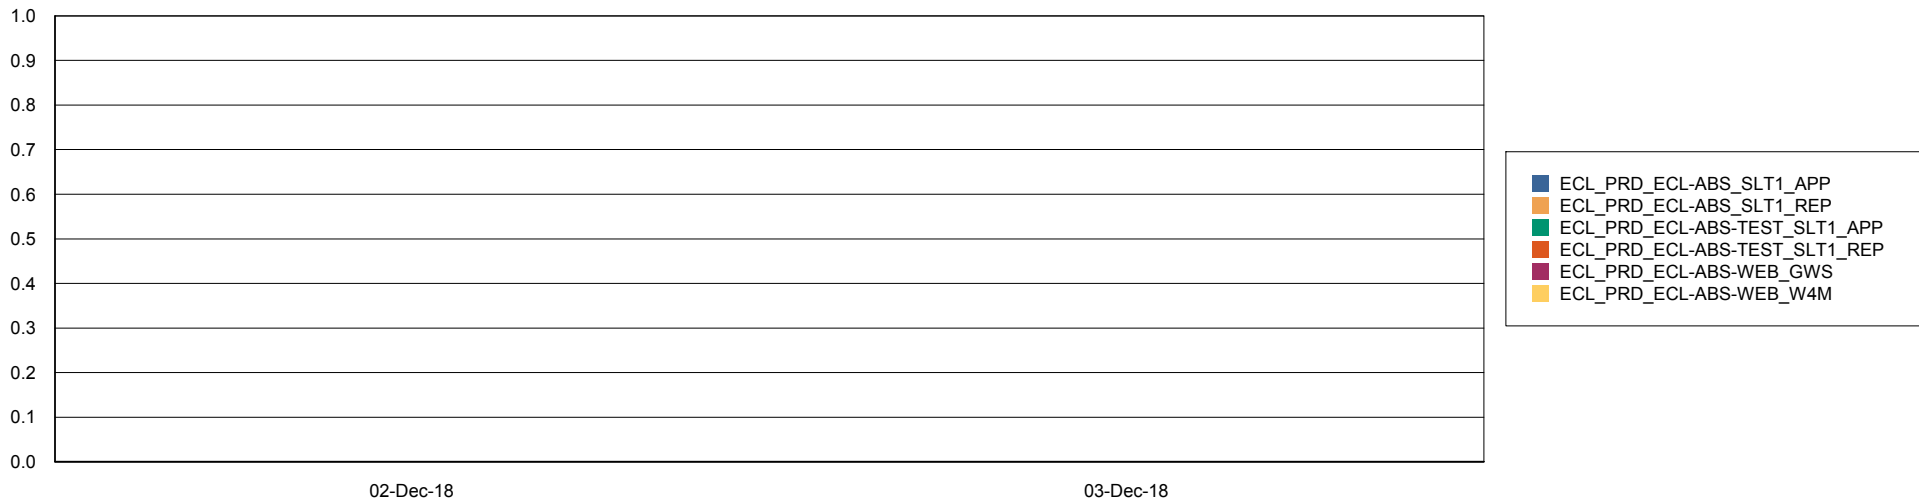 1.0
0.9
0.8
0.7
0.6
0.5
0.4
0.3
0.2
0.1
0.0
02-Dec-18
03-Dec-18
ECL_PRD_ECL-ABS_SLT1_APP
ECL_PRD_ECL-ABS_SLT1_REP
ECL_PRD_ECL-ABS-TEST_SLT1_APP
ECL_PRD_ECL-ABS-TEST_SLT1_REP
ECL_PRD_ECL-ABS-WEB_GWS
ECL_PRD_ECL-ABS-WEB_W4M